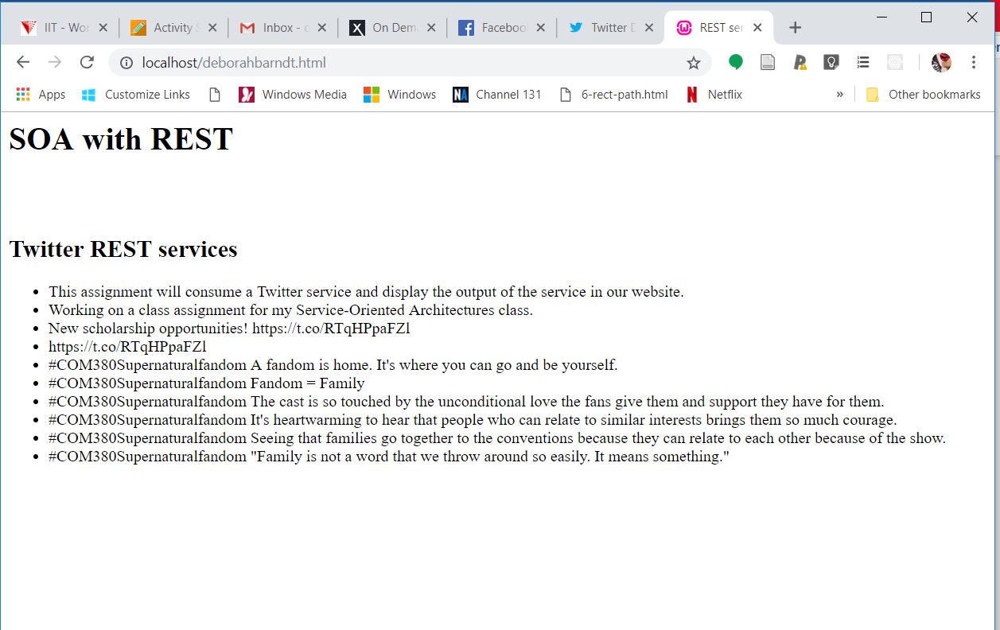 IIT - Wor Activity S Inbox - c On Dem Facebook Twitter D REST ser
localhost/deborahbarndt.html
Apps Customize Links Windows Media Windows Channel 131 6-rect-path.html Netflix » Other bookmarks
SOA with REST
Twitter REST services
• This assignment will consume a Twitter service and display the output of the service in our website.
• Working on a class assignment for my Service-Oriented Architectures class.
• New scholarship opportunities! https://t.co/RTqHPpaFZl
• https://t.co/RTqHPpaFZl
• #COM380Supernaturalfandom A fandom is home. It's where you can go and be yourself.
• #COM380Supernaturalfandom Fandom = Family
• #COM380Supernaturalfandom The cast is so touched by the unconditional love the fans give them and support they have for them.
• #COM380Supernaturalfandom It's heartwarming to hear that people who can relate to similar interests brings them so much courage.
• #COM380Supernaturalfandom Seeing that families go together to the conventions because they can relate to each other because of the show.
• #COM380Supernaturalfandom "Family is not a word that we throw around so easily. It means something."